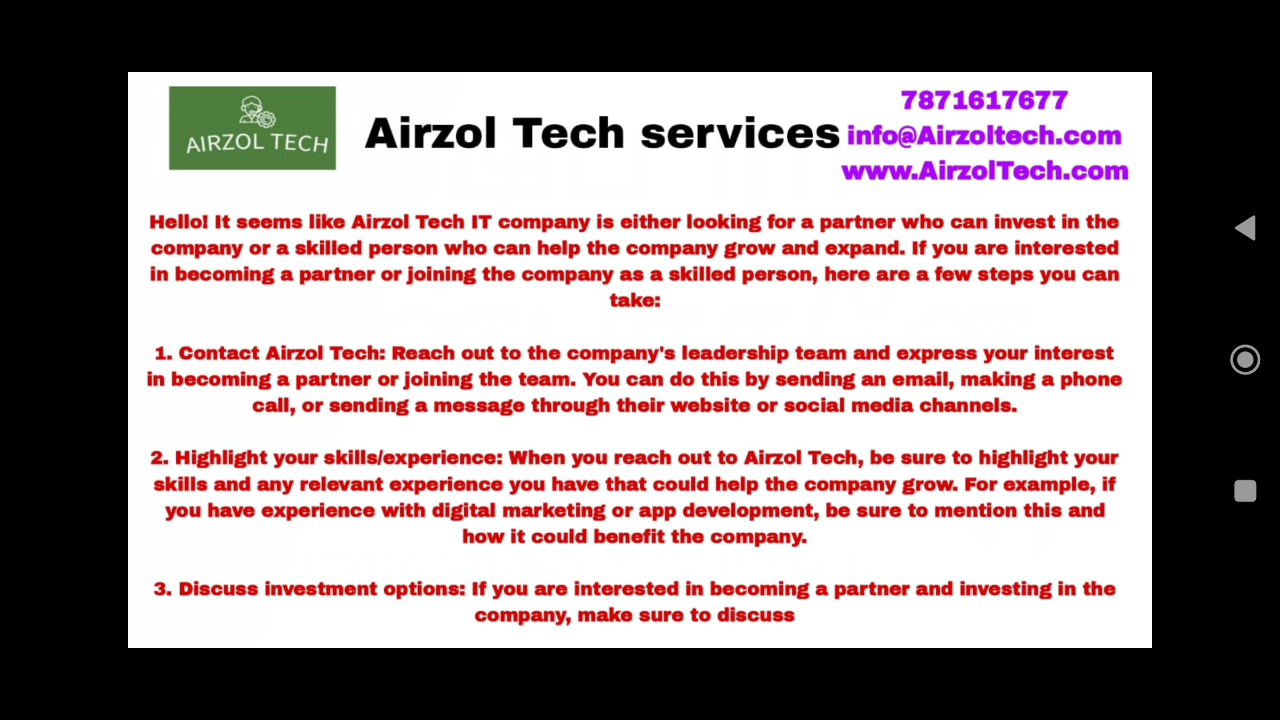 AIRZOL TECH
Airzol Tech services
7871617677
info@Airzoltech.com
www.AirzolTech.com
Hello! It seems like Airzol Tech IT company is either looking for a partner who can invest in the
company or a skilled person who can help the company grow and expand. If you are interested
in becoming a partner or joining the company as a skilled person, here are a few steps you can
take:
1. Contact Airzol Tech: Reach out to the company's leadership team and express your interest
in becoming a partner or joining the team. You can do this by sending an email, making a phone
call, or sending a message through their website or social media channels.
2. Highlight your skills/experience: When you reach out to Airzol Tech, be sure to highlight your
skills and any relevant experience you have that could help the company grow. For example, if
you have experience with digital marketing or app development, be sure to mention this and
how it could benefit the company.
3. Discuss investment options: If you are interested in becoming a partner and investing in the
company, make sure to discuss